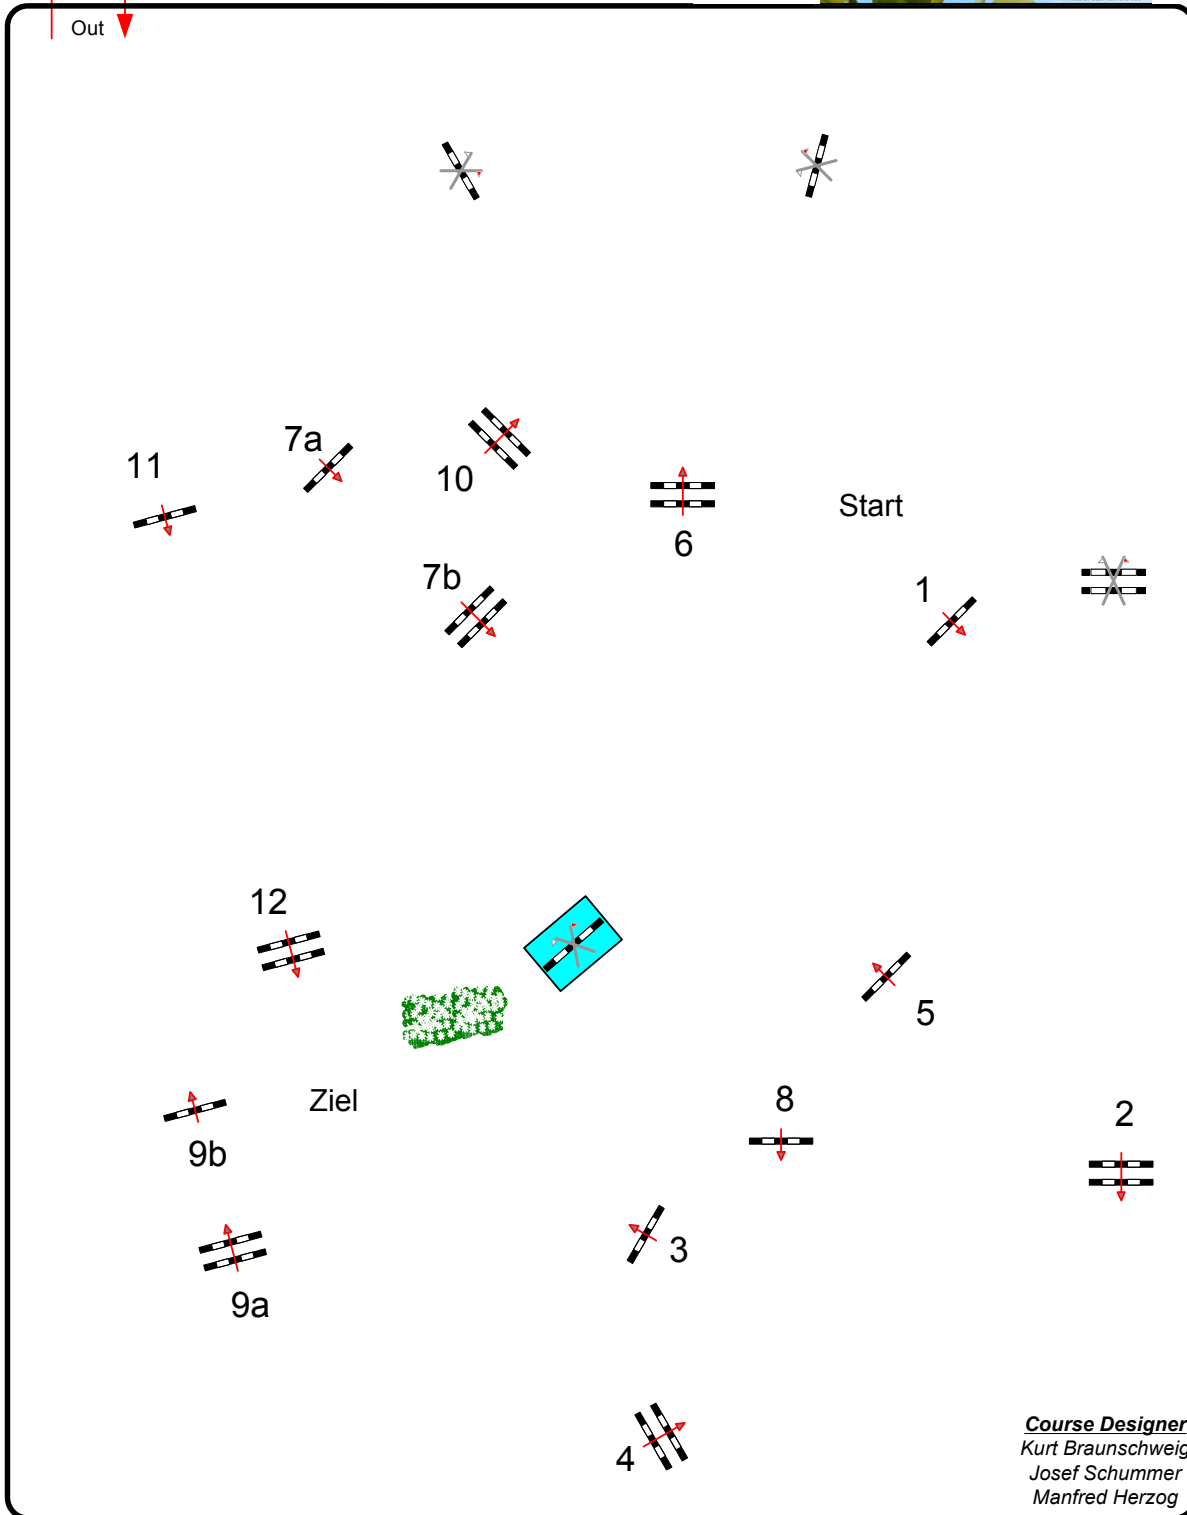 Out
11
7a
10
6
Start
7b
1
12
5
Ziel
9b
8
2
3
9a
4
Course Designer
Kurt Braunschweig
Josef Schummer
Manfred Herzog